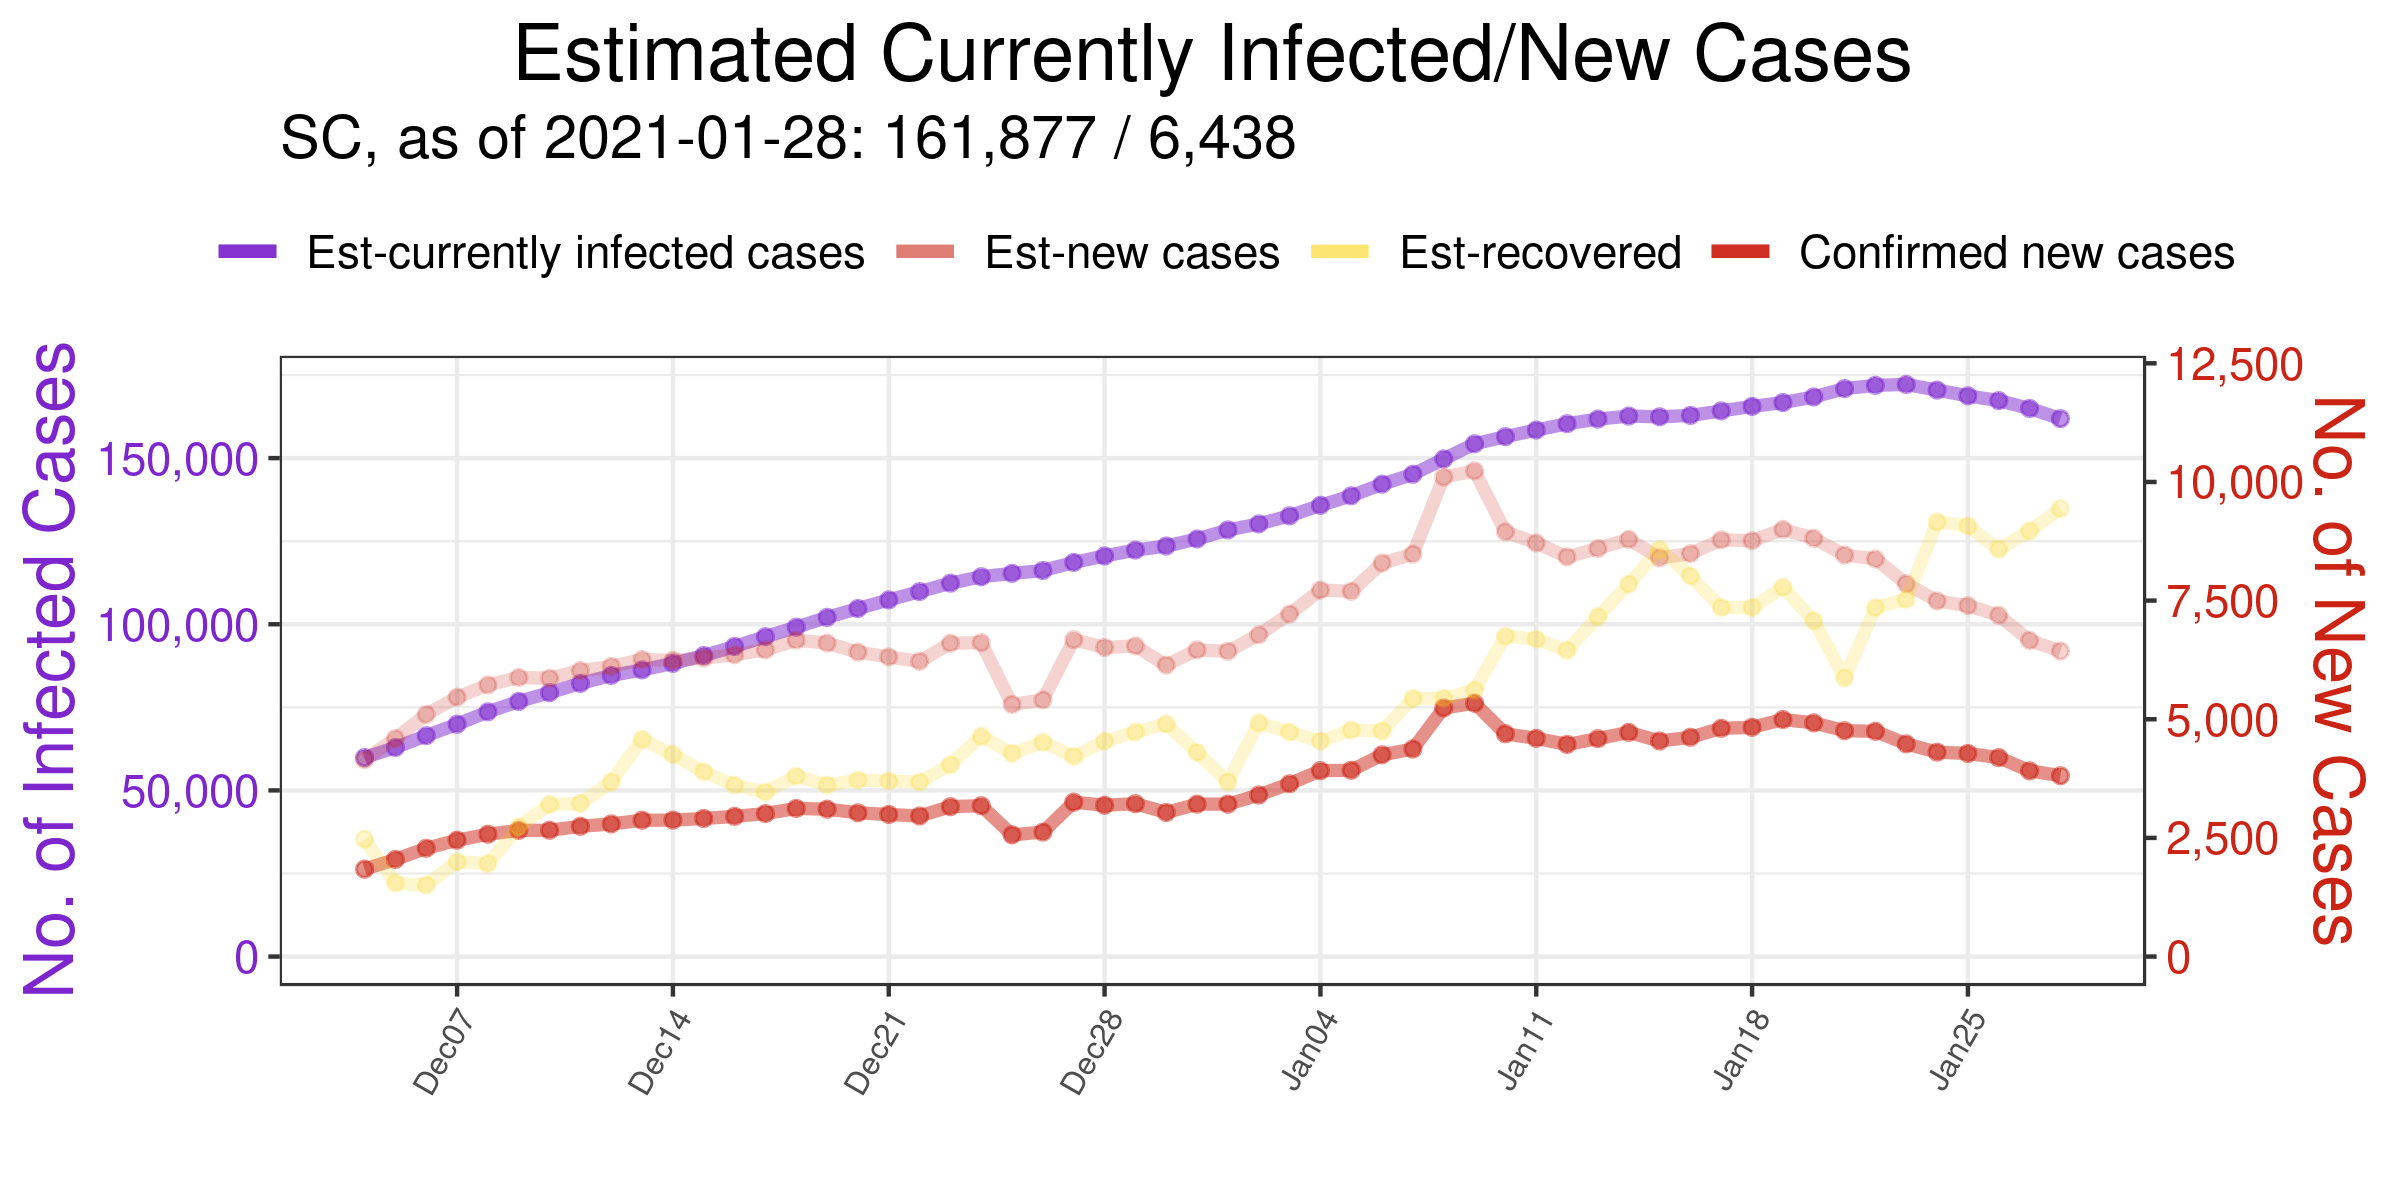 Estimated Currently Infected/New Cases
SC, as of 2021-01-28: 161,877 / 6,438
Est-currently infected cases Est-new cases Est-recovered Confirmed new cases
No. of Infected Cases
150,000
100,000
50,000
0
12,500
10,000
7,500
5,000
2,500
0
No. of New Cases
Dec07 Dec14 Dec21 Dec28 Jan04 Jan11 Jan18 Jan25